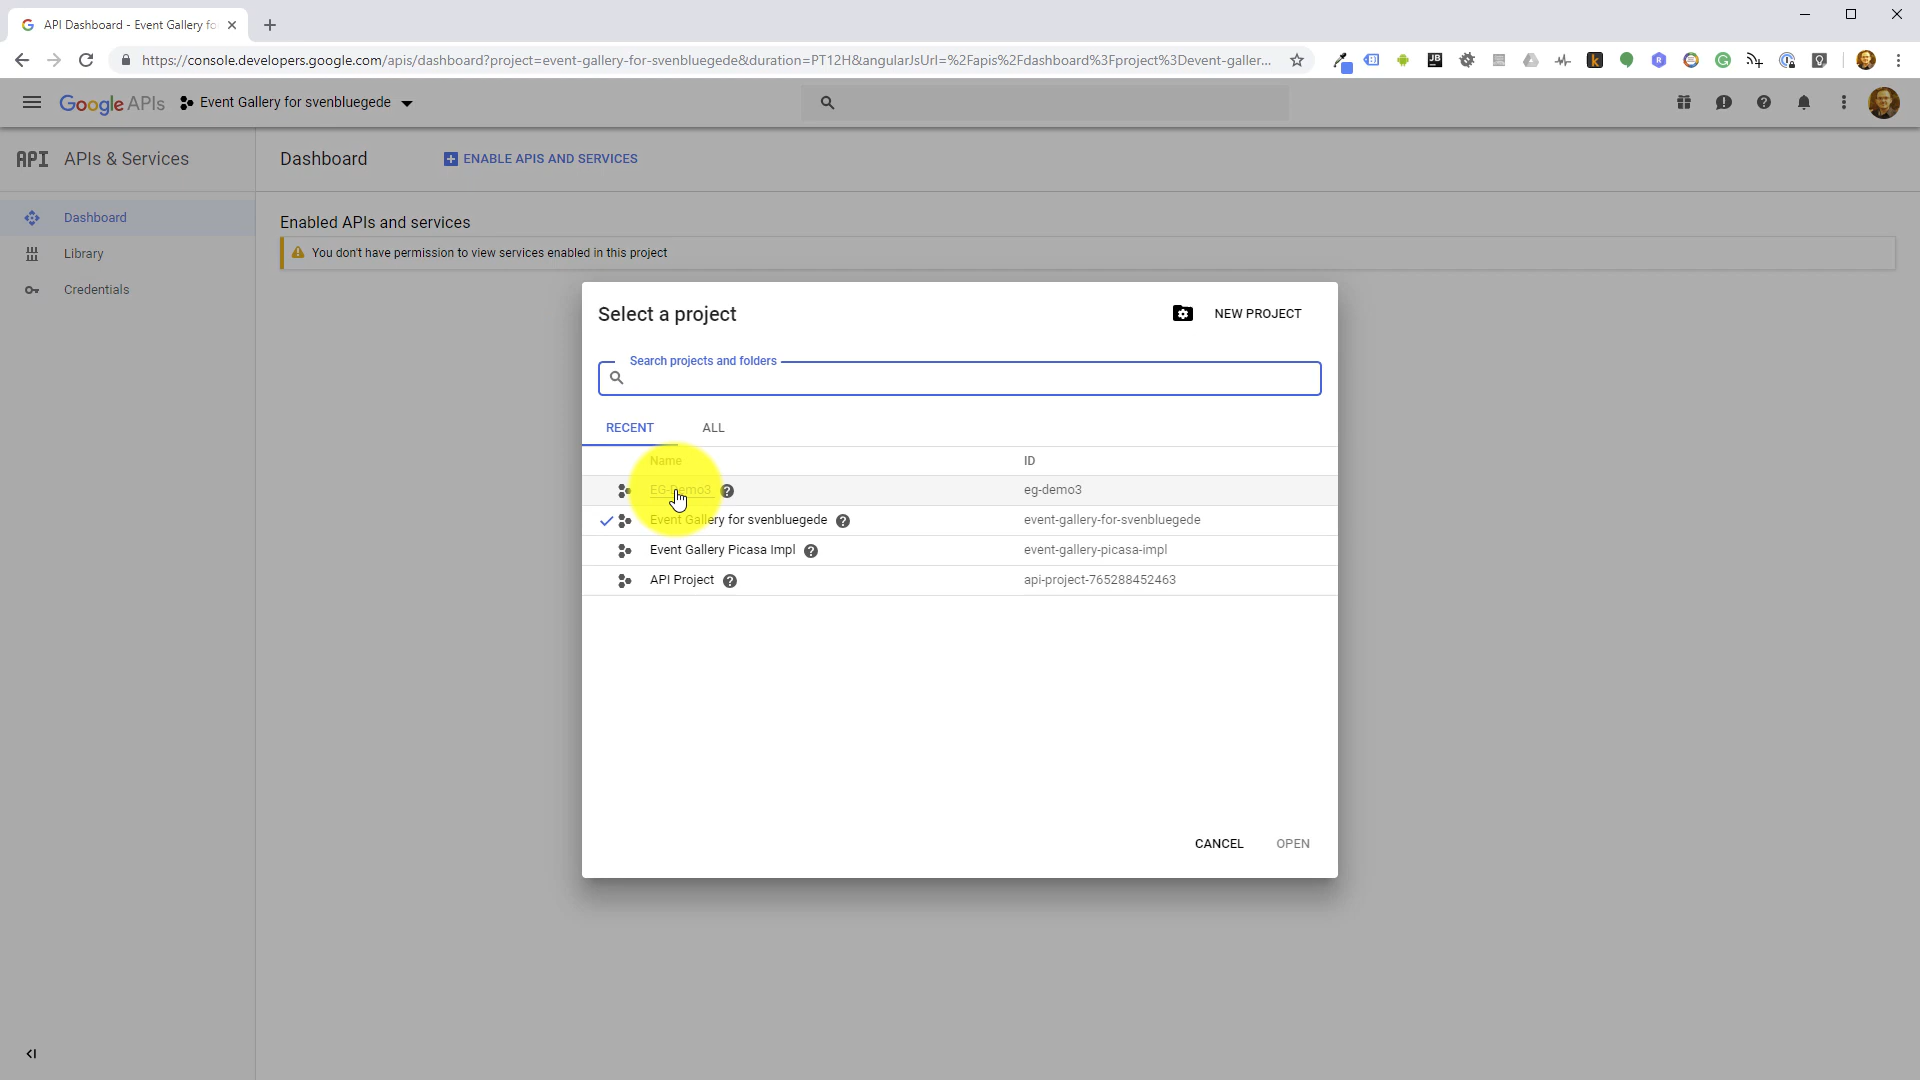 API Dashboard - Event Gallery fo
https://console.developers.google.com/apis/dashboard?project=event-gallery-for-svenbluegede&duration=PT12H&angularJsUrl=%2Fapis%2Fdashboard%3Fproject%3Devent-galler...
Google APIs Event Gallery for svenbluegede
API APIs & Services
Dashboard ENABLE APIS AND SERVICES
Dashboard
Library
Credentials
Enabled APIs and services
You don't have permission to view services enabled in this project
Select a project NEW PROJECT
Search projects and folders
RECENT ALL
Name ID
EG-Demo3 eg-demo3
Event Gallery for svenbluegede event-gallery-for-svenbluegede
Event Gallery Picasa Impl event-gallery-picasa-impl
API Project api-project-765288452463
CANCEL OPEN